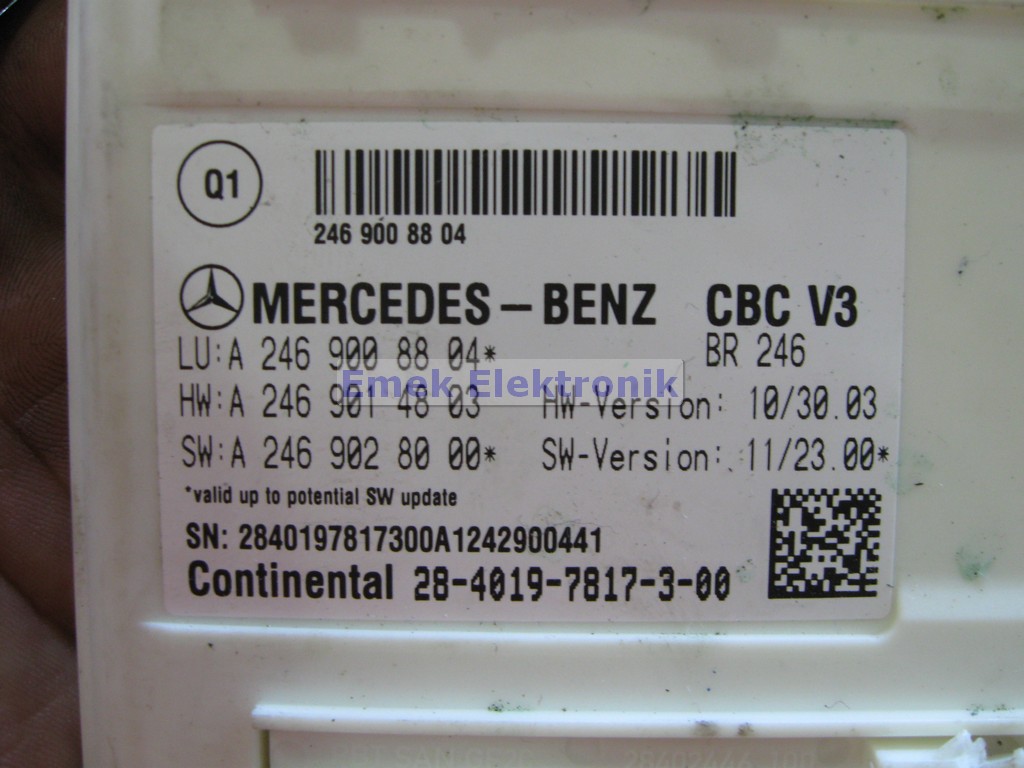 Q1
246 900 88 04
MERCEDES-BENZ CBC V3
LU:A 246 900 88 04* BR 246
Emek Elektronik
HW:A 246 901 48 03 HW-Version: 10/30.03
SW:A 246 902 80 00* SW-Version: 11/23.00*
*valid up to potential SW update
SN: 2840197817300A1242900441
Continental 28-4019-7817-3-00